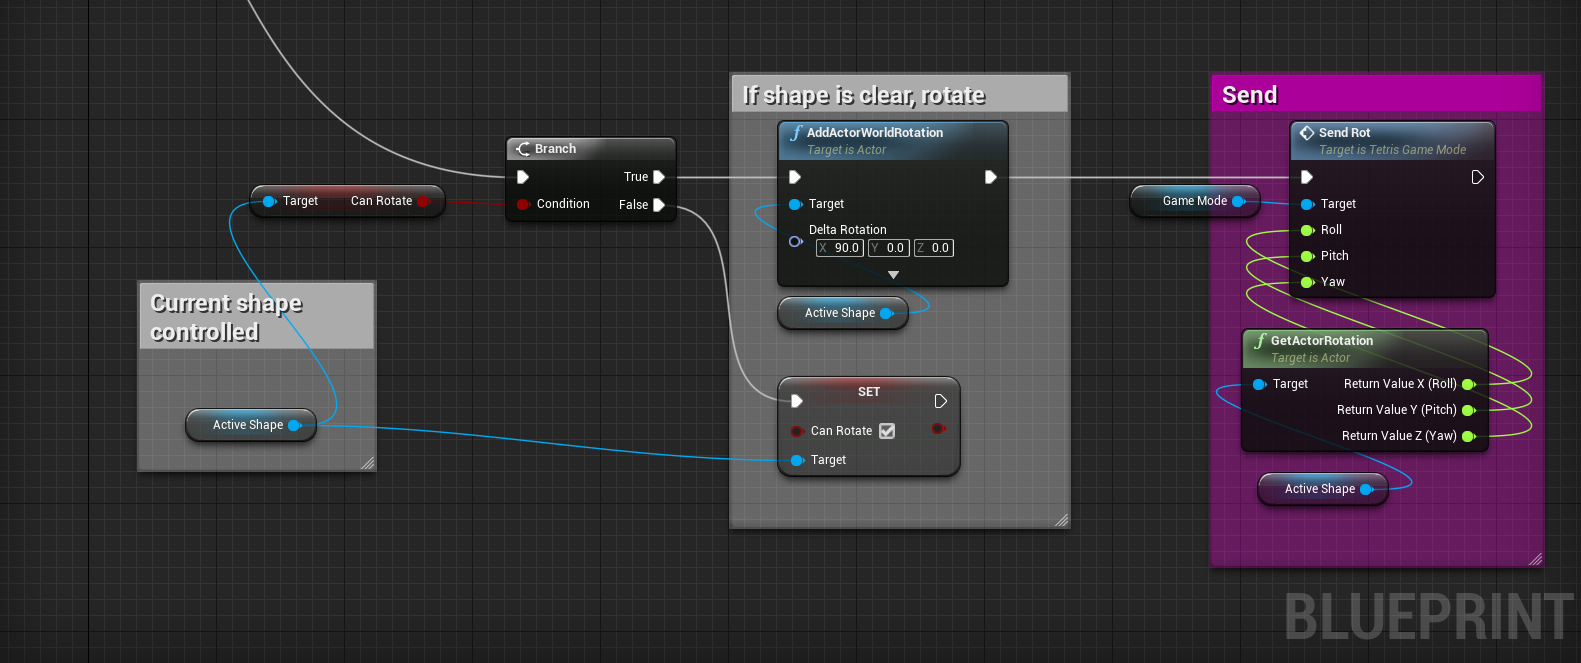 If shape is clear, rotate
Send
AddActorWorldRotation
Target is Actor
Send Rot
Target is Tetris Game Mode
Branch
True
Target
Can Rotate
Condition
False
Target
Game Mode
Target
Delta Rotation
X 90.0 Y 0.0 Z 0.0
Roll
Pitch
Yaw
Current shape
controlled
Active Shape
GetActorRotation
Target is Actor
Target
Return Value X (Roll)
Return Value Y (Pitch)
Return Value Z (Yaw)
SET
Can Rotate
Target
Active Shape
Active Shape
BLUEPRINT